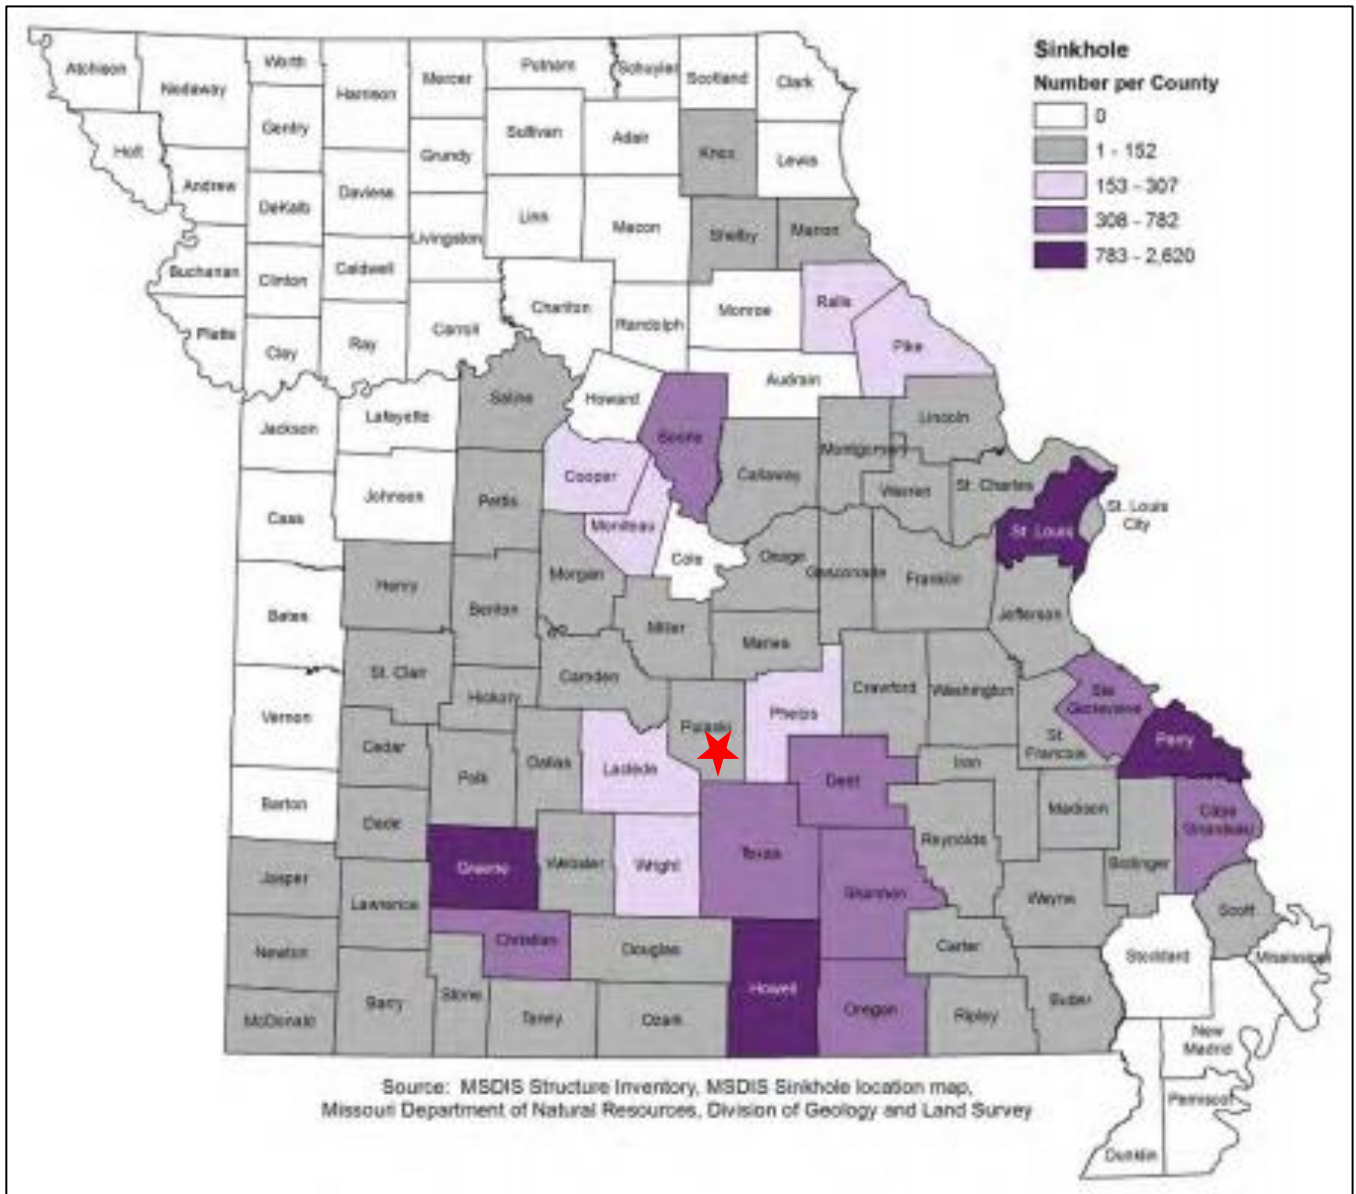 Sinkhole
Number per County
0
1 - 152
153 - 307
308 - 782
783 - 2,620
Atchison
Nodaway
Worth
Harrison
Mercer
Putnam
Schuyler
Scotland
Clark
Gentry
Sullivan
Adair
Knox
Lewis
Holt
Andrew
DeKalb
Daviess
Grundy
Linn
Macon
Shelby
Marion
Livingston
Buchanan
Clinton
Caldwell
Chariton
Randolph
Monroe
Ralls
Pike
Platte
Clay
Ray
Carroll
Audrain
Saline
Howard
Boone
Lincoln
Jackson
Lafayette
Cooper
Callaway
Montgomery
Warren
St. Charles
Johnson
Pettis
Cass
Moniteau
St. Louis
St. Louis
City
Cole
Osage
Gasconade
Franklin
Henry
Morgan
Benton
Bates
Miller
Maries
Jefferson
St. Clair
Hickory
Camden
Crawford
Washington
Ste
Genevieve
Vernon
Pulaski
Phelps
St.
Francois
Perry
Cedar
Polk
Dallas
Laclede
Dent
Iron
Barton
Dade
Madison
Cape
Girardeau
Greene
Webster
Wright
Texas
Reynolds
Bollinger
Jasper
Lawrence
Shannon
Wayne
Scott
Newton
Christian
Douglas
Carter
Stoddard
Mississippi
McDonald
Barry
Stone
Taney
Ozark
Howell
Oregon
Ripley
Butler
New
Madrid
Pemiscot
Dunklin
Source: MSDIS Structure Inventory, MSDIS Sinkhole location map,
Missouri Department of Natural Resources, Division of Geology and Land Survey